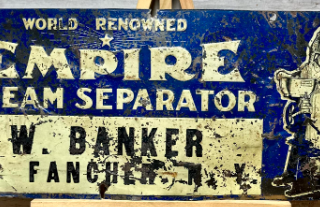 WORLD RENOWNED
EMPIRE
EAM SEPARATOR
W. BANKER
FANCHER N.Y.